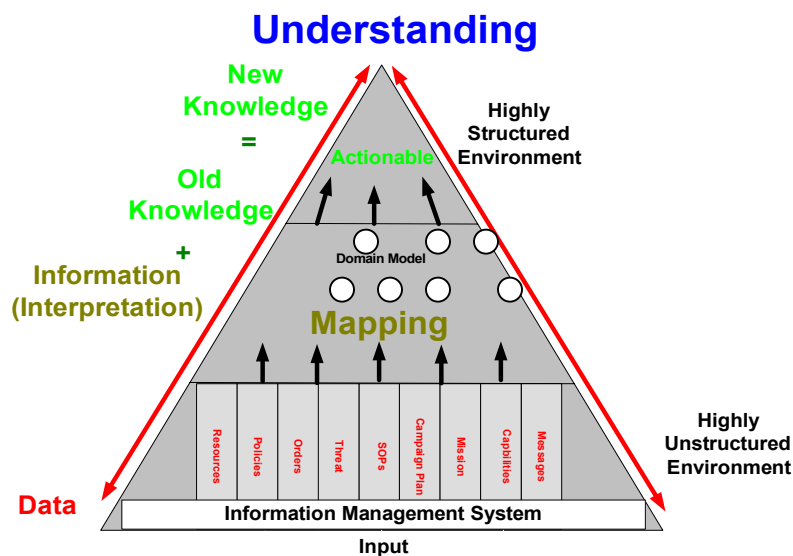 Understanding
New
Knowledge
=
Old
Knowledge
+
Information
(Interpretation)
Data
Highly
Structured
Environment
Actionable
Domain Model
Mapping
Resources
Policies
Orders
Threat
SOPs
Campaign Plan
Mission
Capbilities
Messages
Highly
Unstructured
Environment
Information Management System
Input